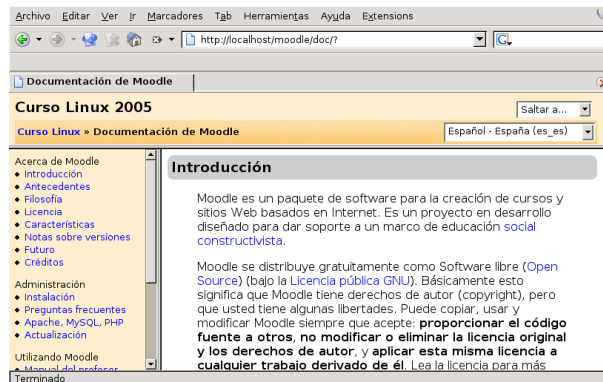 Archivo Editar Ver Ir Marcadores Tab Herramientas Ayuda Extensions
http://localhost/moodle/doc/?
G.
Documentación de Moodle
Curso Linux 2005
Saltar a...
Curso Linux » Documentación de Moodle
Español - España (es_es)
Acerca de Moodle
Introducción
Antecedentes
Filosofía
Licencia
Características
Notas sobre versiones
Futuro
Créditos
Administración
Instalación
Preguntas frecuentes
Apache, MySQL, PHP
Actualización
Utilizando Moodle
Manual del profesor
Introducción
Moodle es un paquete de software para la creación de cursos y
sitios Web basados en Internet. Es un proyecto en desarrollo
diseñado para dar soporte a un marco de educación social
constructivista.
Moodle se distribuye gratuitamente como Software libre (Open
Source) (bajo la Licencia pública GNU). Básicamente esto
significa que Moodle tiene derechos de autor (copyright), pero
que usted tiene algunas libertades. Puede copiar, usar y
modificar Moodle siempre que acepte: proporcionar el código
fuente a otros, no modificar o eliminar la licencia original
y los derechos de autor, y aplicar esta misma licencia a
cualquier trabajo derivado de él. Lea la licencia para más
Terminado